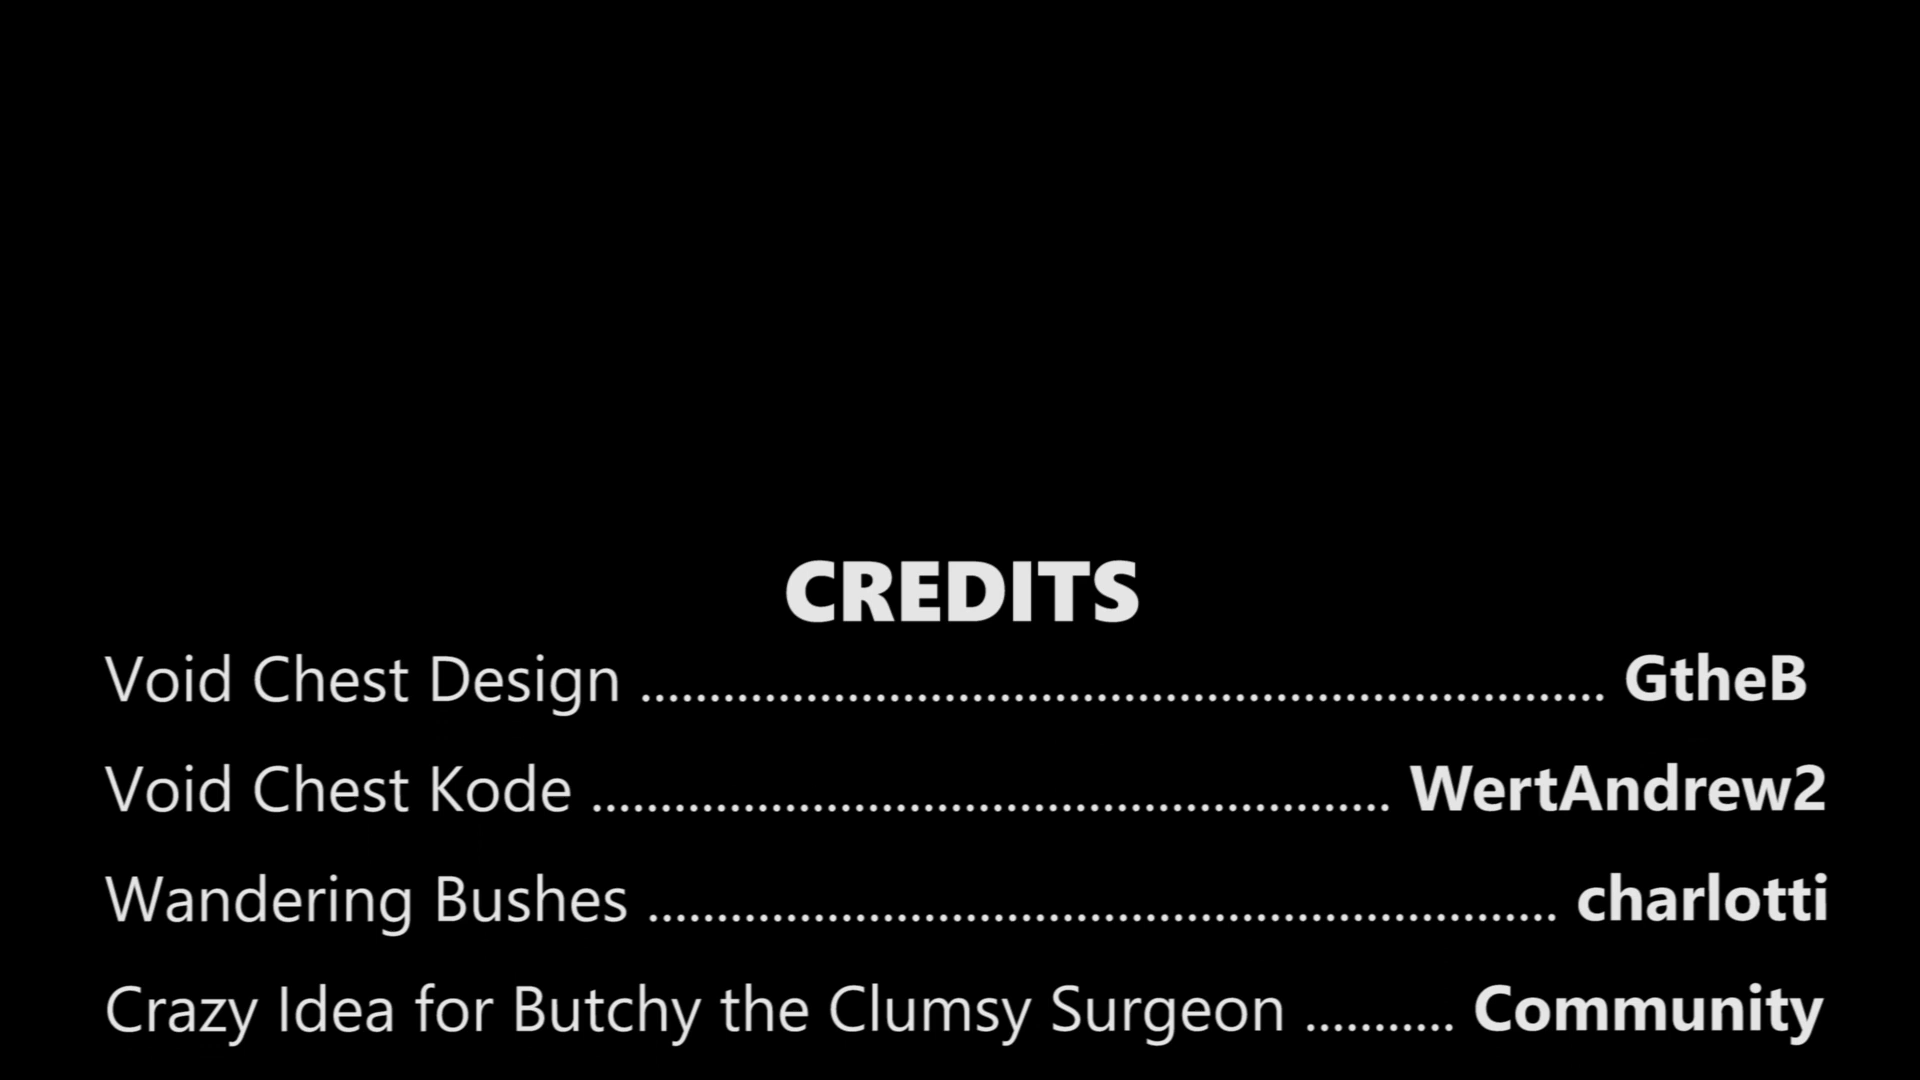 CREDITS
Void Chest Design ...................................................................... GtheB
Void Chest Kode .......................................................... WertAndrew2
Wandering Bushes .................................................................. charlotti
Crazy Idea for Butchy the Clumsy Surgeon ........... Community